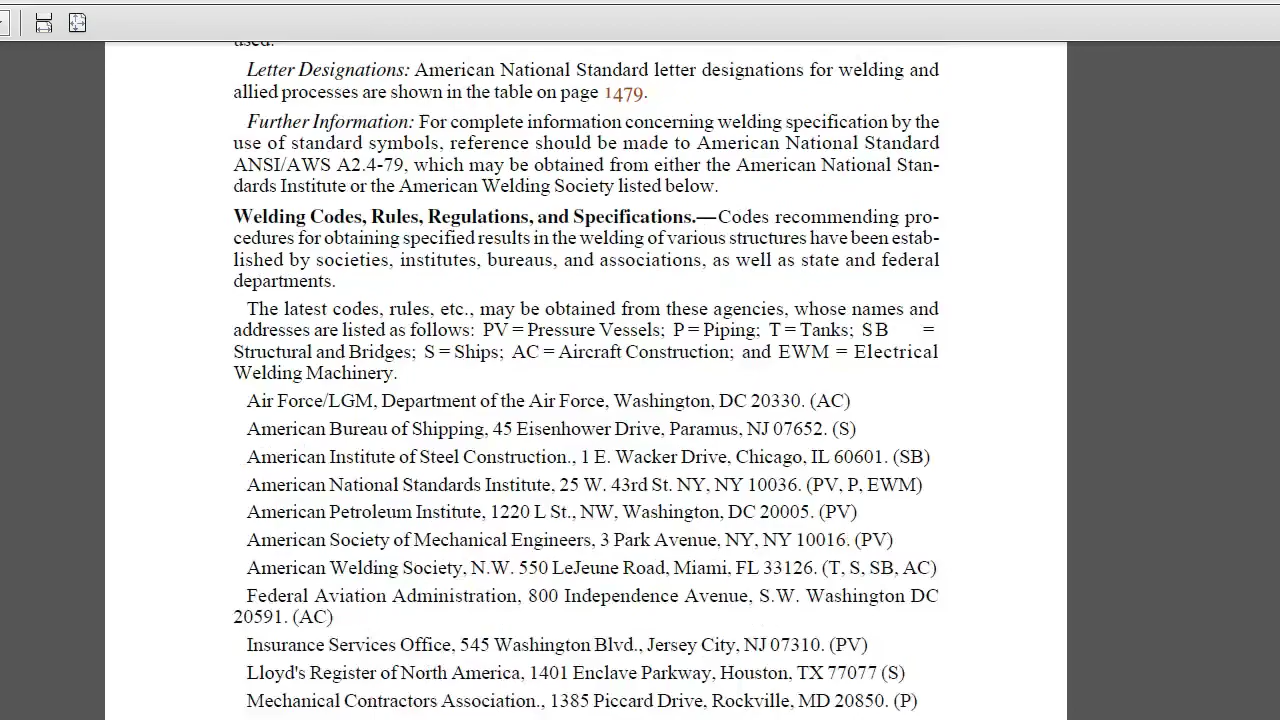 used.
Letter Designations: American National Standard letter designations for welding and
allied processes are shown in the table on page 1479.
Further Information: For complete information concerning welding specification by the
use of standard symbols, reference should be made to American National Standard
ANSI/AWS A2.4-79, which may be obtained from either the American National Stan-
dards Institute or the American Welding Society listed below.
Welding Codes, Rules, Regulations, and Specifications.—Codes recommending pro-
cedures for obtaining specified results in the welding of various structures have been estab-
lished by societies, institutes, bureaus, and associations, as well as state and federal
departments.
The latest codes, rules, etc., may be obtained from these agencies, whose names and
addresses are listed as follows: PV = Pressure Vessels; P = Piping; T = Tanks; SB =
Structural and Bridges; S = Ships; AC = Aircraft Construction; and EWM = Electrical
Welding Machinery.
Air Force/LGM, Department of the Air Force, Washington, DC 20330. (AC)
American Bureau of Shipping, 45 Eisenhower Drive, Paramus, NJ 07652. (S)
American Institute of Steel Construction., 1 E. Wacker Drive, Chicago, IL 60601. (SB)
American National Standards Institute, 25 W. 43rd St. NY, NY 10036. (PV, P, EWM)
American Petroleum Institute, 1220 L St., NW, Washington, DC 20005. (PV)
American Society of Mechanical Engineers, 3 Park Avenue, NY, NY 10016. (PV)
American Welding Society, N.W. 550 LeJeune Road, Miami, FL 33126. (T, S, SB, AC)
Federal Aviation Administration, 800 Independence Avenue, S.W. Washington DC
20591. (AC)
Insurance Services Office, 545 Washington Blvd., Jersey City, NJ 07310. (PV)
Lloyd's Register of North America, 1401 Enclave Parkway, Houston, TX 77077 (S)
Mechanical Contractors Association., 1385 Piccard Drive, Rockville, MD 20850. (P)